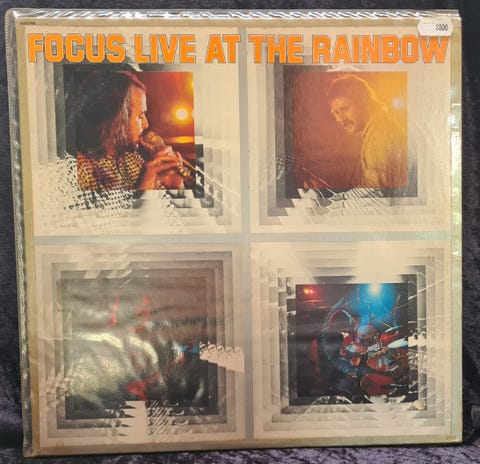 FOCUS LIVE AT THE RAINBOW